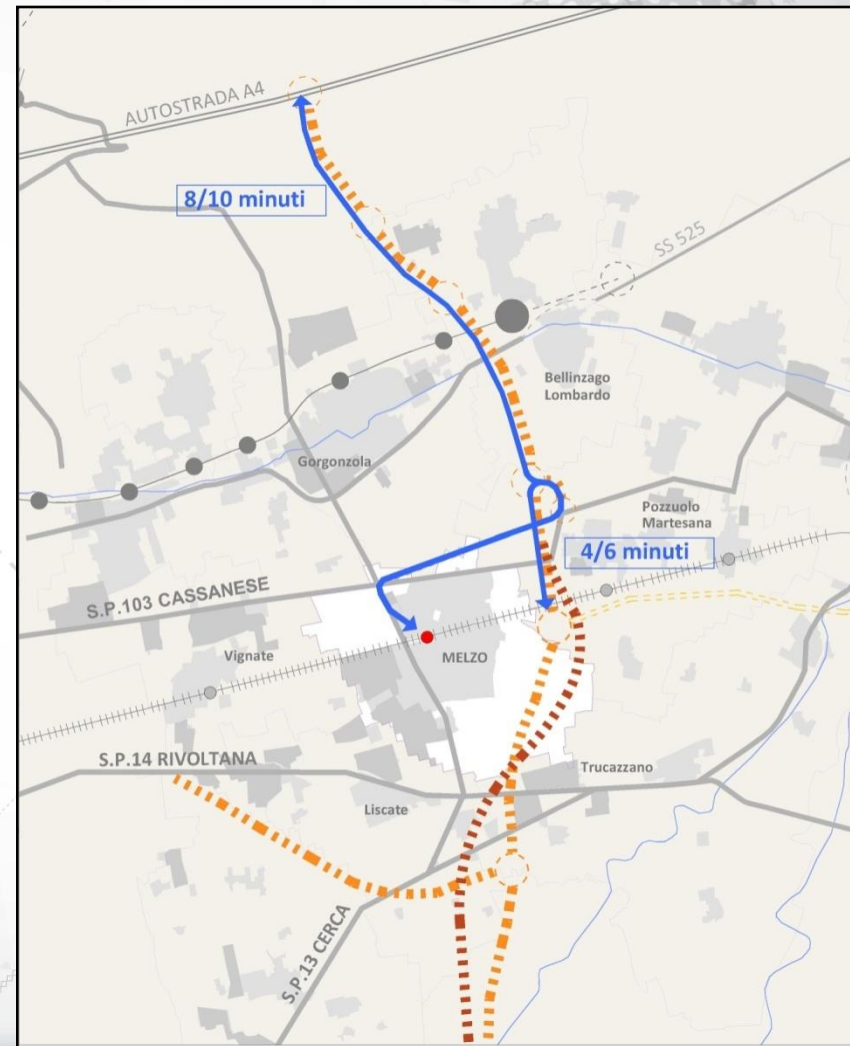 AUTOSTRADA A4
8/10 minuti
SS 525
Bellinzago
Lombardo
Gorgonzola
Pozzuolo
Martesana
4/6 minuti
S.P.103 CASSANESE
Vignate
MELZO
S.P.14 RIVOLTANA
Trucazzano
Liscate
S.P.13 CERCA